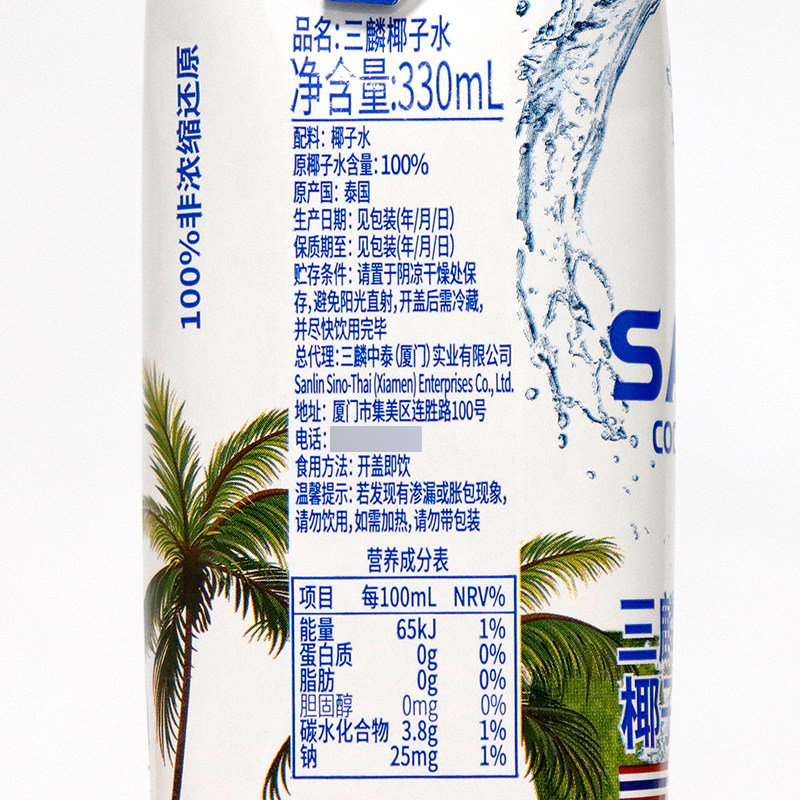 100%非浓缩还原
品名:三麟椰子水
净含量:330mL
配料: 椰子水
原椰子水含量: 100%
原产国: 泰国
生产日期: 见包装(年/月/日)
保质期至: 见包装(年/月/日)
贮存条件: 请置于阴凉干燥处保
存,避免阳光直射,开盖后需冷藏,
并尽快饮用完毕
总代理:三麟中泰(厦门)实业有限公司
Sanlin Sino-Thai (Xiamen) Enterprises Co., Ltd.
地址: 厦门市集美区连胜路100号
电话:
食用方法: 开盖即饮
温馨提示: 若发现有渗漏或胀包现象,
请勿饮用,如需加热,请勿带包装
营养成分表
项目 每100mL NRV%
能量 65kJ 1%
蛋白质 0g 0%
脂肪 0g 0%
胆固醇 0mg 0%
碳水化合物 3.8g 1%
钠 25mg 1%
SA
COC
三麟
椰子